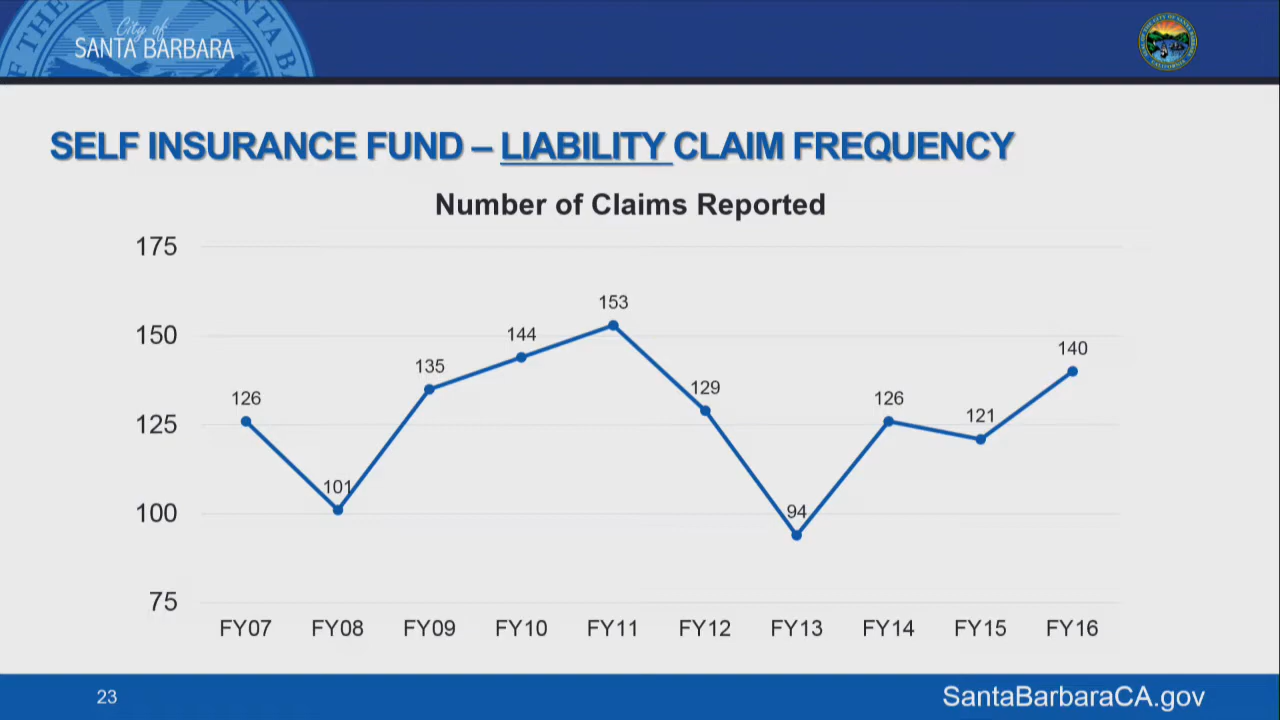 City of
SANTA BARBARA
SELF INSURANCE FUND – LIABILITY CLAIM FREQUENCY
Number of Claims Reported
175
150
125
100
75
126
101
135
144
153
129
94
126
121
140
FY07 FY08 FY09 FY10 FY11 FY12 FY13 FY14 FY15 FY16
23
SantaBarbaraCA.gov